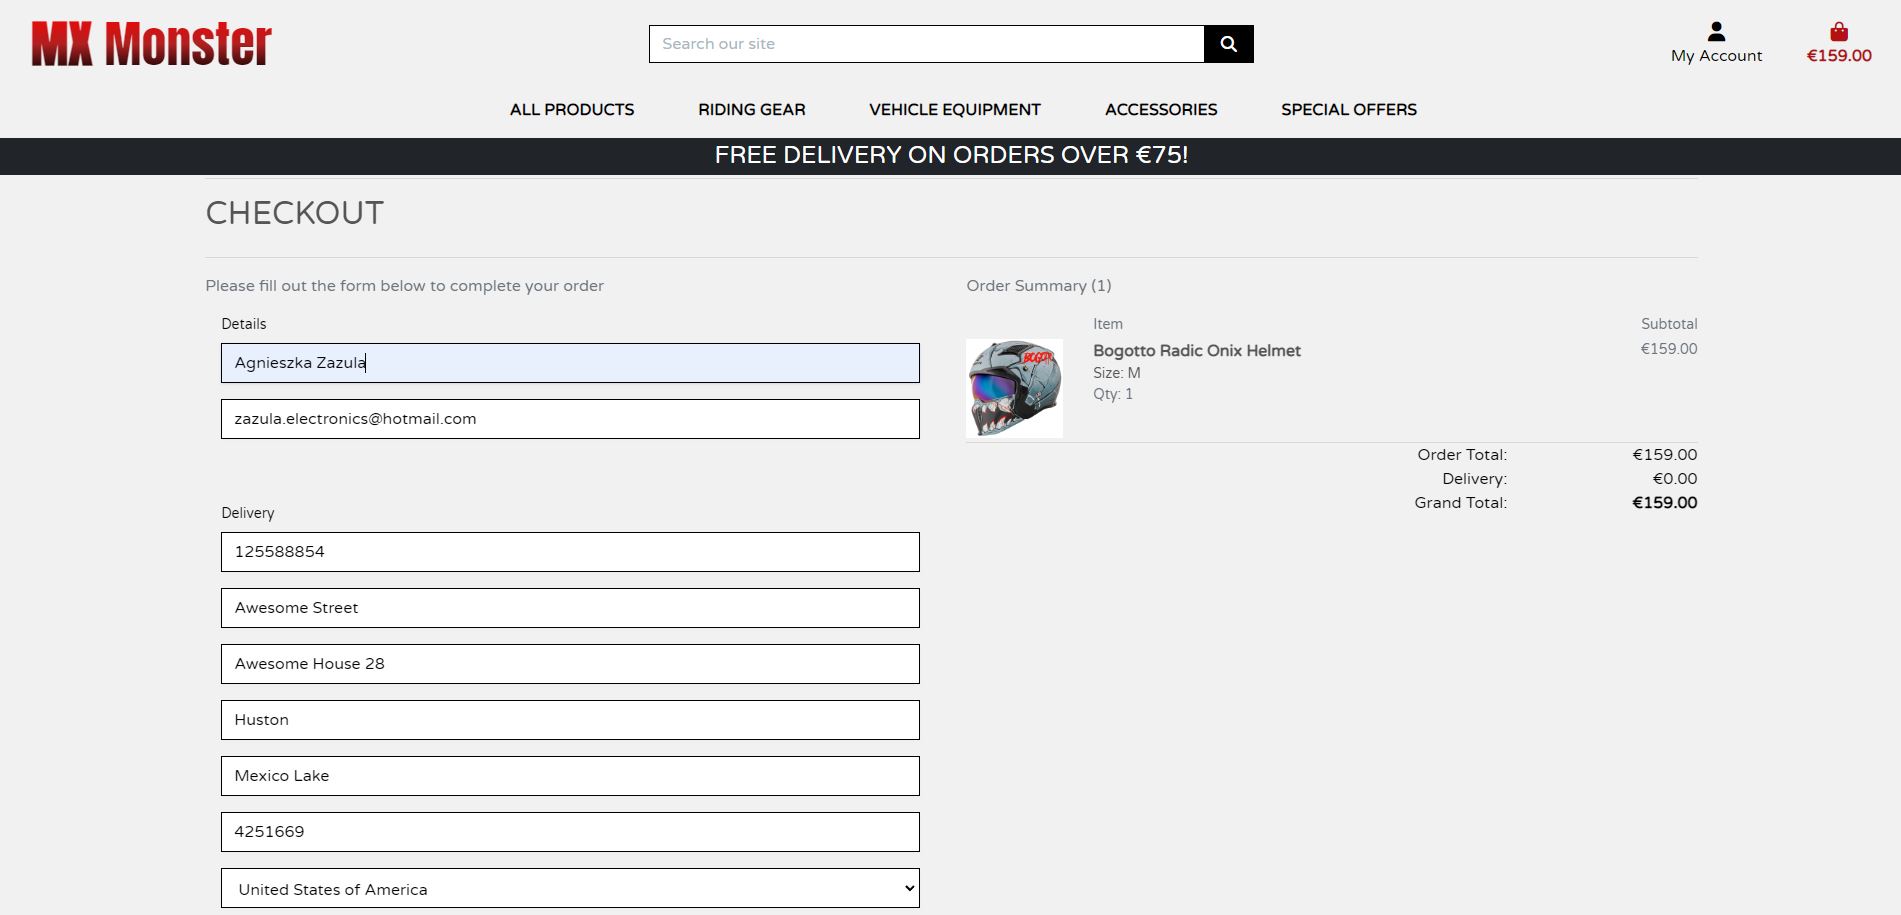 MX Monster
Search our site
My Account
€159.00
ALL PRODUCTS RIDING GEAR VEHICLE EQUIPMENT ACCESSORIES SPECIAL OFFERS
FREE DELIVERY ON ORDERS OVER €75!
CHECKOUT
Please fill out the form below to complete your order
Details
Agnieszka Zazula
zazula.electronics@hotmail.com
Delivery
125588854
Awesome Street
Awesome House 28
Huston
Mexico Lake
4251669
United States of America
Order Summary (1)
Item Subtotal
BOGOTTO
Bogotto Radic Onix Helmet €159.00
Size: M
Qty: 1
Order Total: €159.00
Delivery: €0.00
Grand Total: €159.00